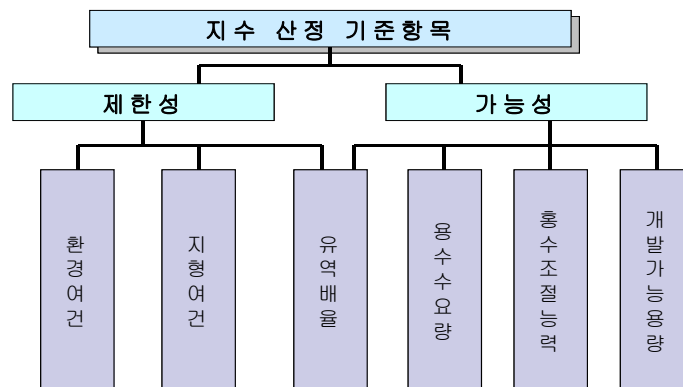 지수 산정 기준항목
제한성
가능성
환경여건
지형여건
유역배율
용수수요량
홍수조절능력
개발가능용량